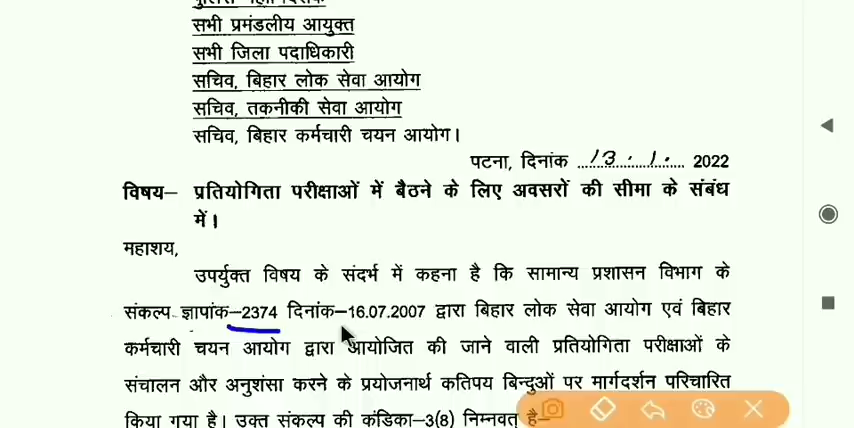 सभी प्रमंडलीय आयुक्त
सभी जिला पदाधिकारी
सचिव, बिहार लोक सेवा आयोग
सचिव, तकनीकी सेवा आयोग
सचिव, बिहार कर्मचारी चयन आयोग।
पटना, दिनांक ....13.1..... 2022
विषय– प्रतियोगिता परीक्षाओं में बैठने के लिए अवसरों की सीमा के संबंध
में।
महाशय,
उपर्युक्त विषय के संदर्भ में कहना है कि सामान्य प्रशासन विभाग के
संकल्प ज्ञापांक–2374 दिनांक–16.07.2007 द्वारा बिहार लोक सेवा आयोग एवं बिहार
कर्मचारी चयन आयोग द्वारा आयोजित की जाने वाली प्रतियोगिता परीक्षाओं के
संचालन और अनुशंसा करने के प्रयोजनार्थ कतिपय बिन्दुओं पर मार्गदर्शन परिचारित
किया गया है। उक्त संकल्प की कंडिका–3(8) निम्नवत् है–